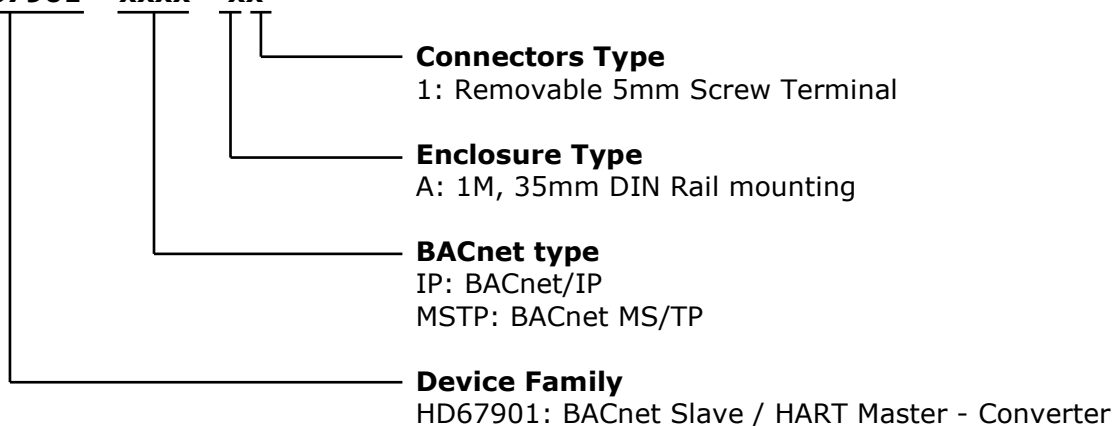 Connectors Type
1: Removable 5mm Screw Terminal
Enclosure Type
A: 1M, 35mm DIN Rail mounting
BACnet type
IP: BACnet/IP
MSTP: BACnet MS/TP
Device Family
HD67901: BACnet Slave / HART Master - Converter